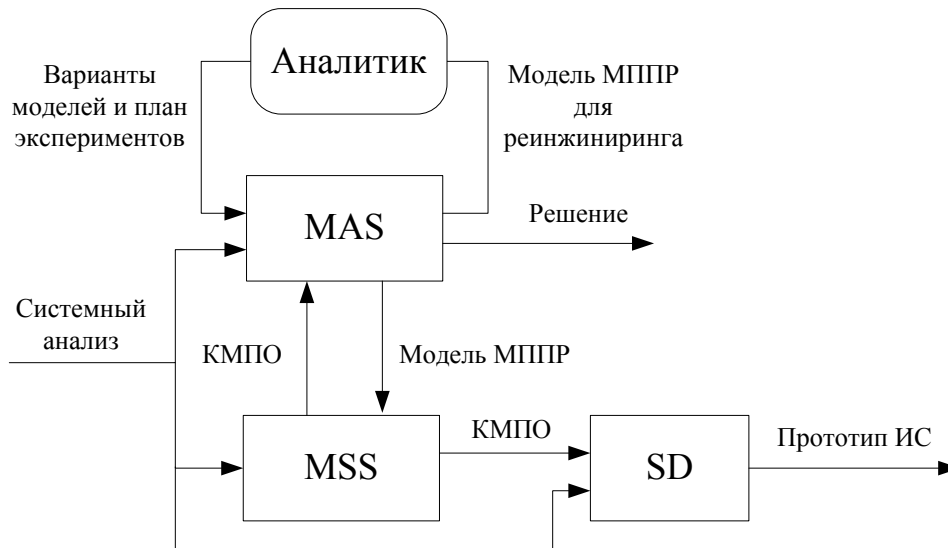 Аналитик
Варианты
моделей и план
экспериментов
Модель МППР
для
реинжиниринга
MAS
Решение
Системный
анализ
КМПО
Модель МППР
MSS
КМПО
SD
Прототип ИС